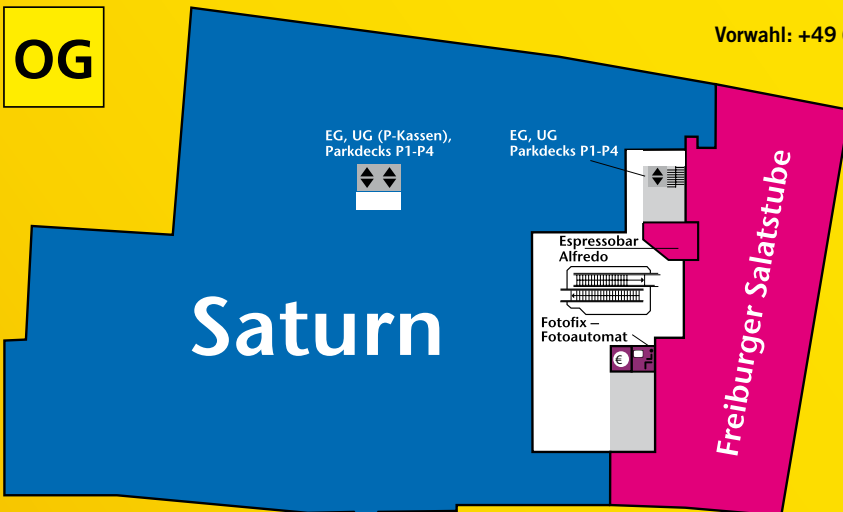 OG
Vorwahl: +49
EG, UG (P-Kassen),
Parkdecks P1-P4
EG, UG
Parkdecks P1-P4
Espressobar
Alfredo
Saturn
Fotofix –
Fotoautomat
€
Freiburger Salatstube